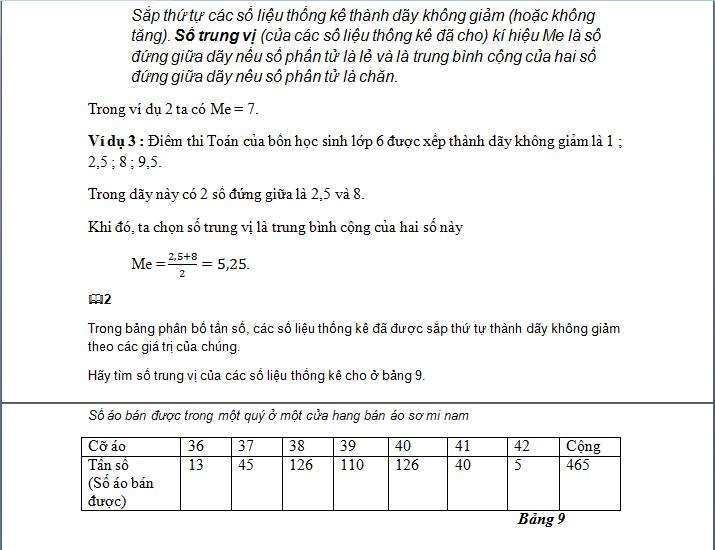 Sắp thứ tự các số liệu thống kê thành dãy không giảm (hoặc không
tăng). Số trung vị (của các số liệu thống kê đã cho) kí hiệu Me là số
đứng giữa dãy nếu số phần tử là lẻ và là trung bình cộng của hai số
đứng giữa dãy nếu số phần tử là chẵn.
Trong ví dụ 2 ta có Me = 7.
Ví dụ 3 : Điểm thi Toán của bốn học sinh lớp 6 được xếp thành dãy không giảm là 1 ;
2,5 ; 8 ; 9,5.
Trong dãy này có 2 số đứng giữa là 2,5 và 8.
Khi đó, ta chọn số trung vị là trung bình cộng của hai số này
Me = (2,5+8)/2 = 5,25.
🕮2
Trong bảng phân bố tần số, các số liệu thống kê đã được sắp thứ tự thành dãy không giảm
theo các giá trị của chúng.
Hãy tìm số trung vị của các số liệu thống kê cho ở bảng 9.
Số áo bán được trong một quý ở một cửa hang bán áo sơ mi nam
Cỡ áo 36 37 38 39 40 41 42 Cộng
Tần số 13 45 126 110 126 40 5 465
(Số áo bán
được)
Bảng 9